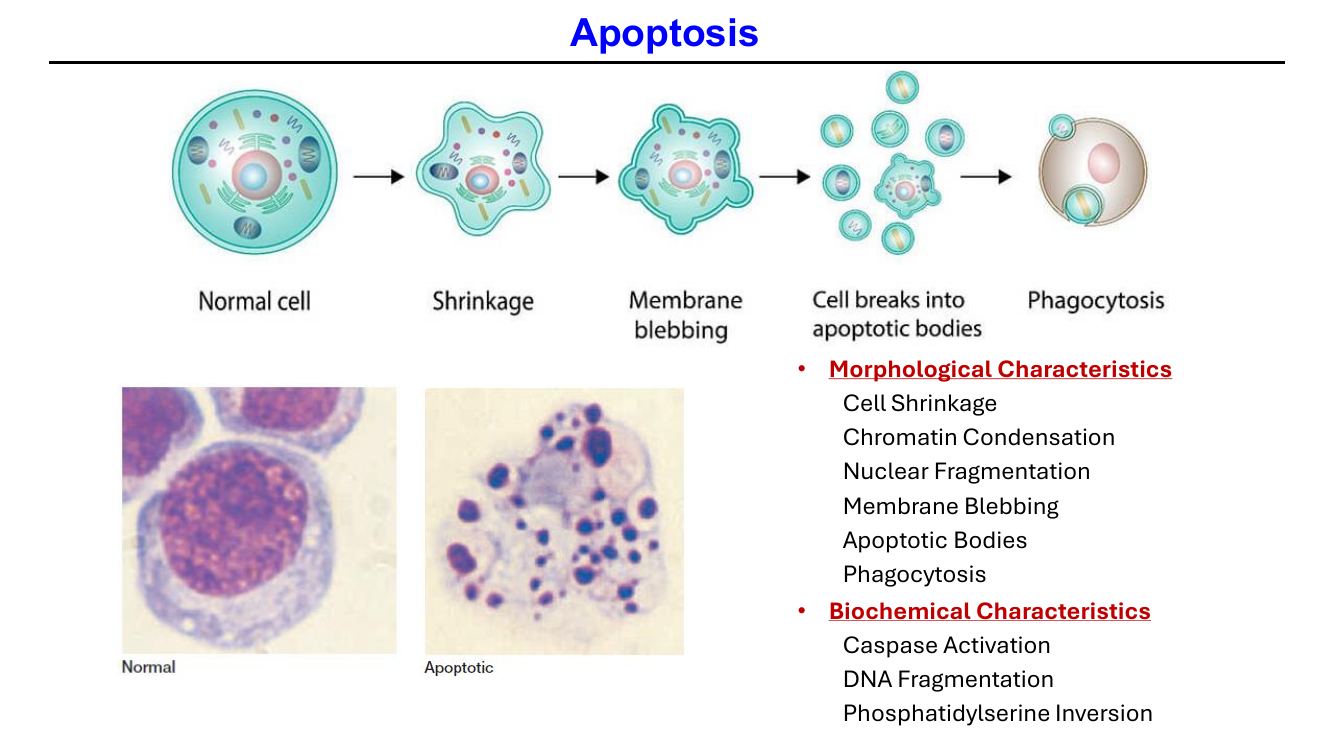 Apoptosis
Normal cell
Shrinkage
Membrane
blebbing
Cell breaks into
apoptotic bodies
Phagocytosis
Normal
Apoptotic
• Morphological Characteristics
Cell Shrinkage
Chromatin Condensation
Nuclear Fragmentation
Membrane Blebbing
Apoptotic Bodies
Phagocytosis
• Biochemical Characteristics
Caspase Activation
DNA Fragmentation
Phosphatidylserine Inversion